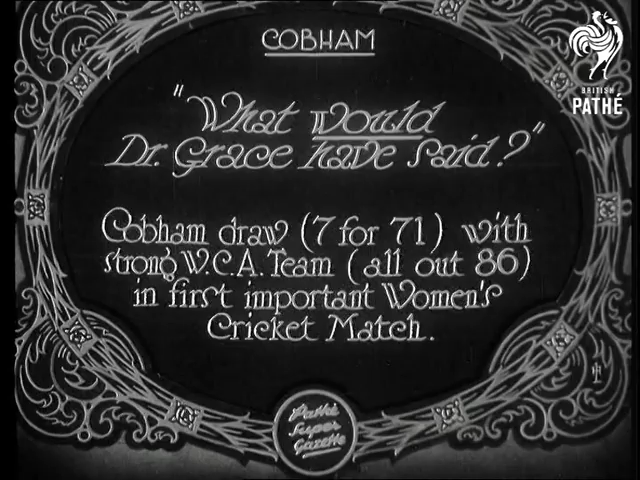 COBHAM
BRITISH
PATHÉ
"What would
Dr. Grace have said?"
Cobham draw (7 for 71) with
strong W.C.A. Team (all out 86)
in first important Women's
Cricket Match.
Pathé
Super
Gazette